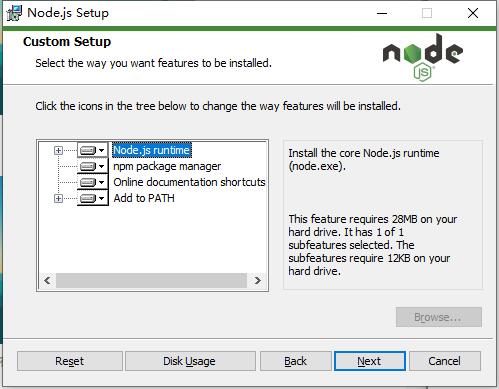 Node.js Setup
Custom Setup
Select the way you want features to be installed.
node
JS
Click the icons in the tree below to change the way features will be installed.
Node.js runtime
npm package manager
Online documentation shortcuts
Add to PATH
Install the core Node.js runtime
(node.exe).
This feature requires 28MB on your
hard drive. It has 1 of 1
subfeatures selected. The
subfeatures require 12KB on your
hard drive.
Browse...
Reset
Disk Usage
Back
Next
Cancel